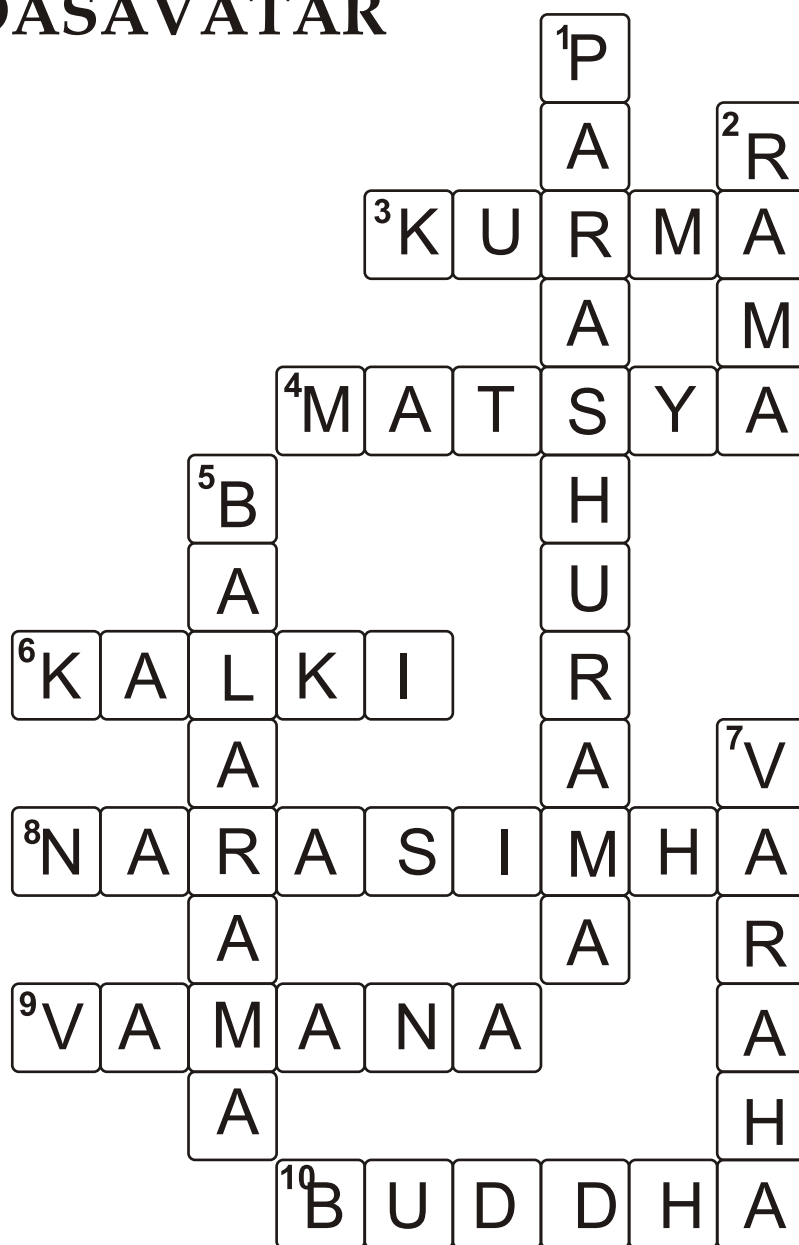 DASAVATAR
1P
A 2R
3KURMA
A M
4MATSYA
5B H
A U
6KALKI R
A A 7V
8NARASIMHA
A A R
9VAMANA A
A H
10BUDDHA